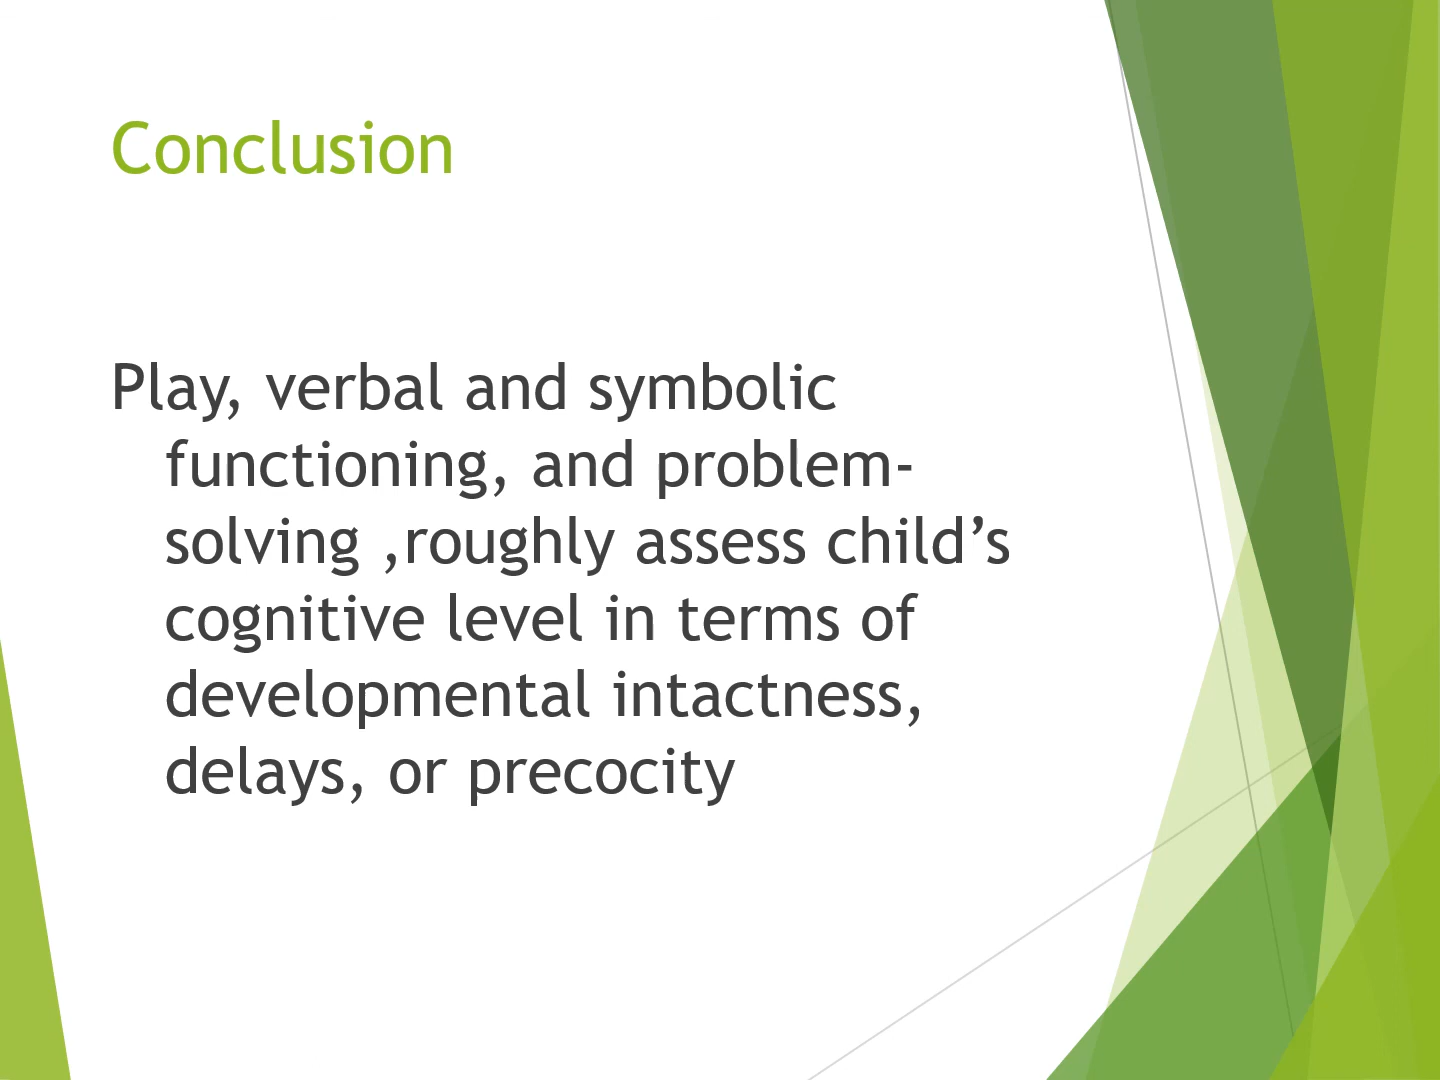 Conclusion
Play, verbal and symbolic
functioning, and problem-
solving ,roughly assess child’s
cognitive level in terms of
developmental intactness,
delays, or precocity